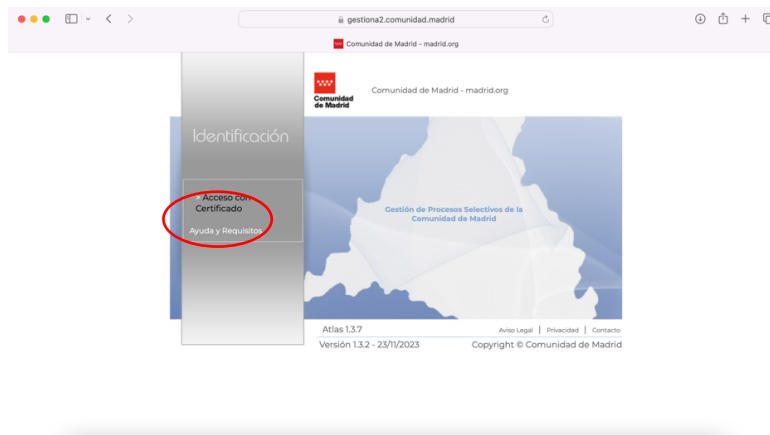 gestiona2.comunidad.madrid
Comunidad de Madrid - madrid.org
Comunidad
de Madrid
Comunidad de Madrid - madrid.org
Identificación
> Acceso con
Certificado
Ayuda y Requisitos
Gestión de Procesos Selectivos de la
Comunidad de Madrid
Atlas 1.3.7
Aviso Legal | Privacidad | Contacto
Versión 1.3.2 - 23/11/2023
Copyright © Comunidad de Madrid